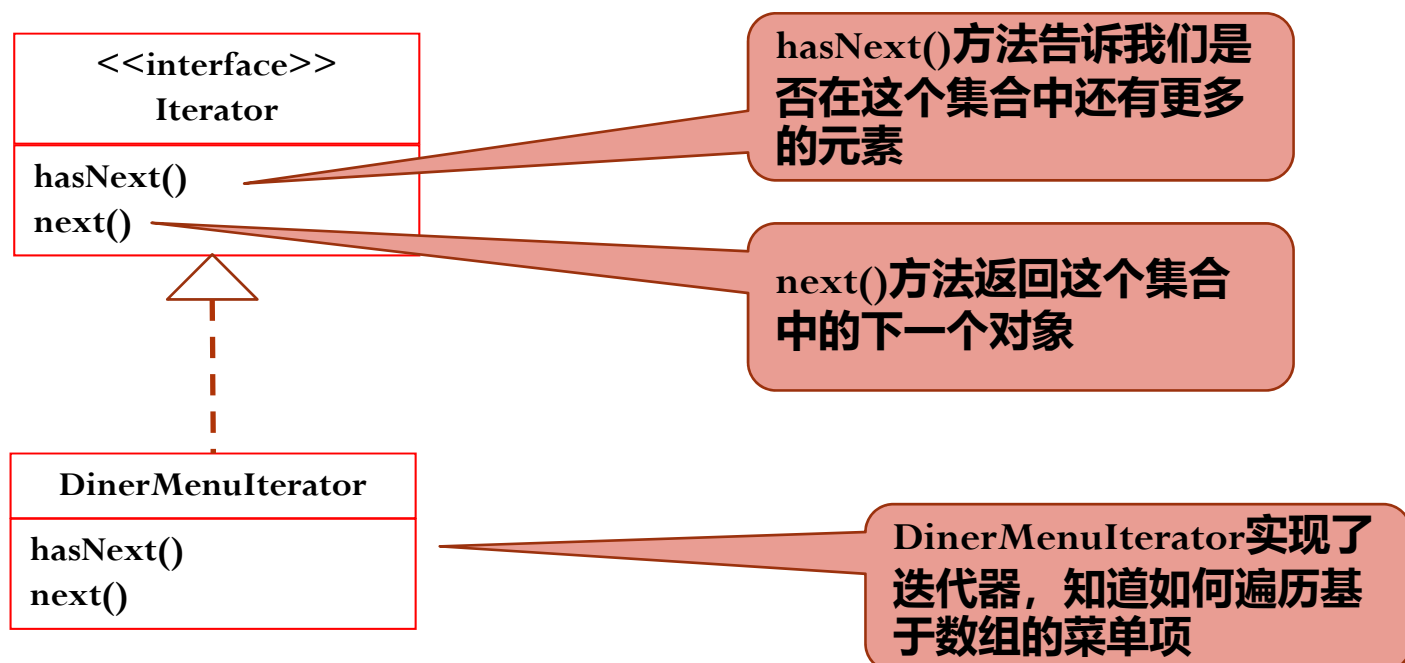 <<interface>>
Iterator
hasNext()
next()
hasNext()方法告诉我们是
否在这个集合中还有更多
的元素
next()方法返回这个集合
中的下一个对象
DinerMenuIterator
hasNext()
next()
DinerMenuIterator实现了
迭代器，知道如何遍历基
于数组的菜单项